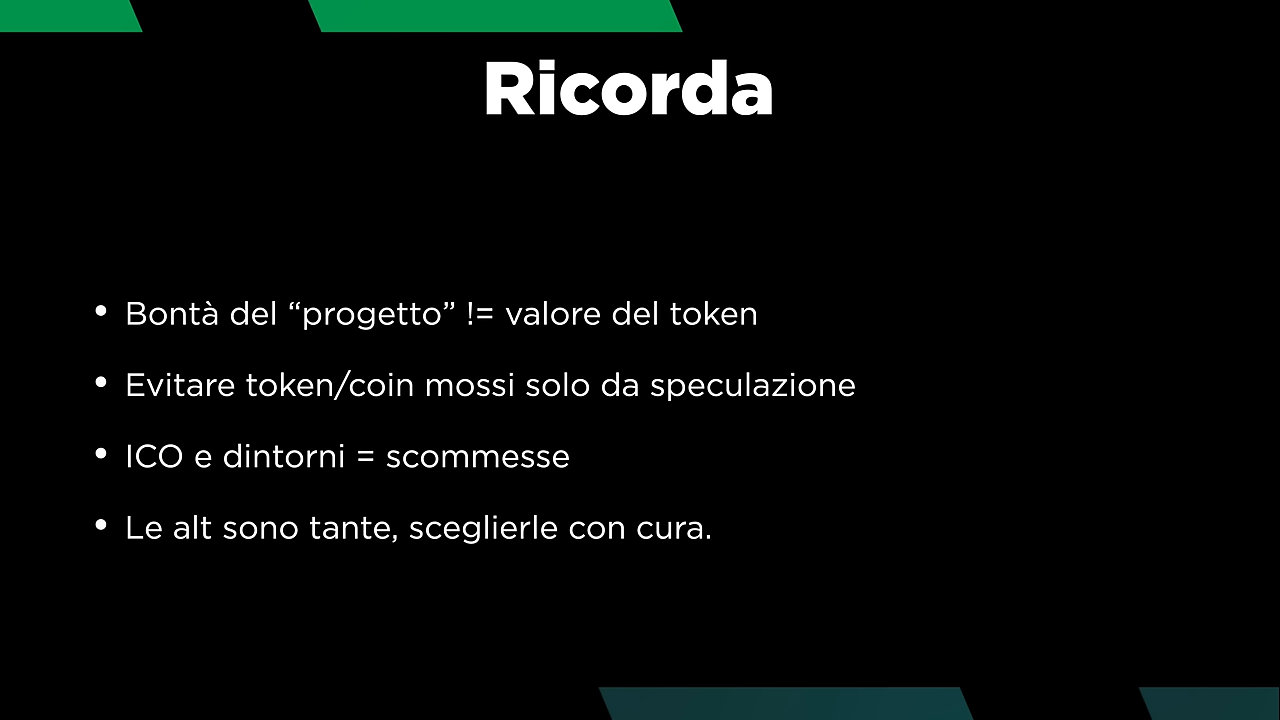 Ricorda
• Bontà del “progetto” != valore del token
• Evitare token/coin mossi solo da speculazione
• ICO e dintorni = scommesse
• Le alt sono tante, sceglierle con cura.